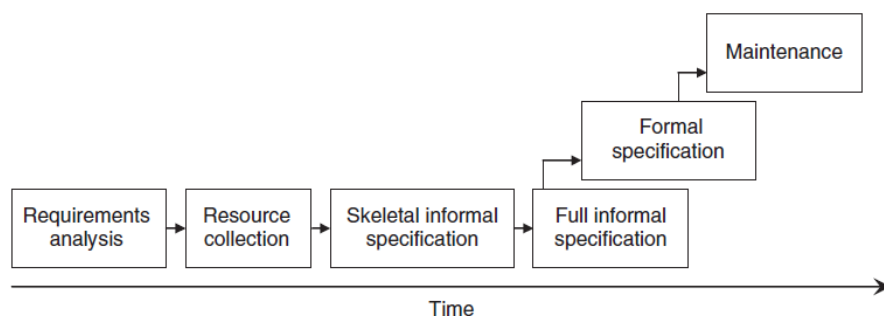 Maintenance
Formal
specification
Requirements
analysis
Resource
collection
Skeletal informal
specification
Full informal
specification
Time